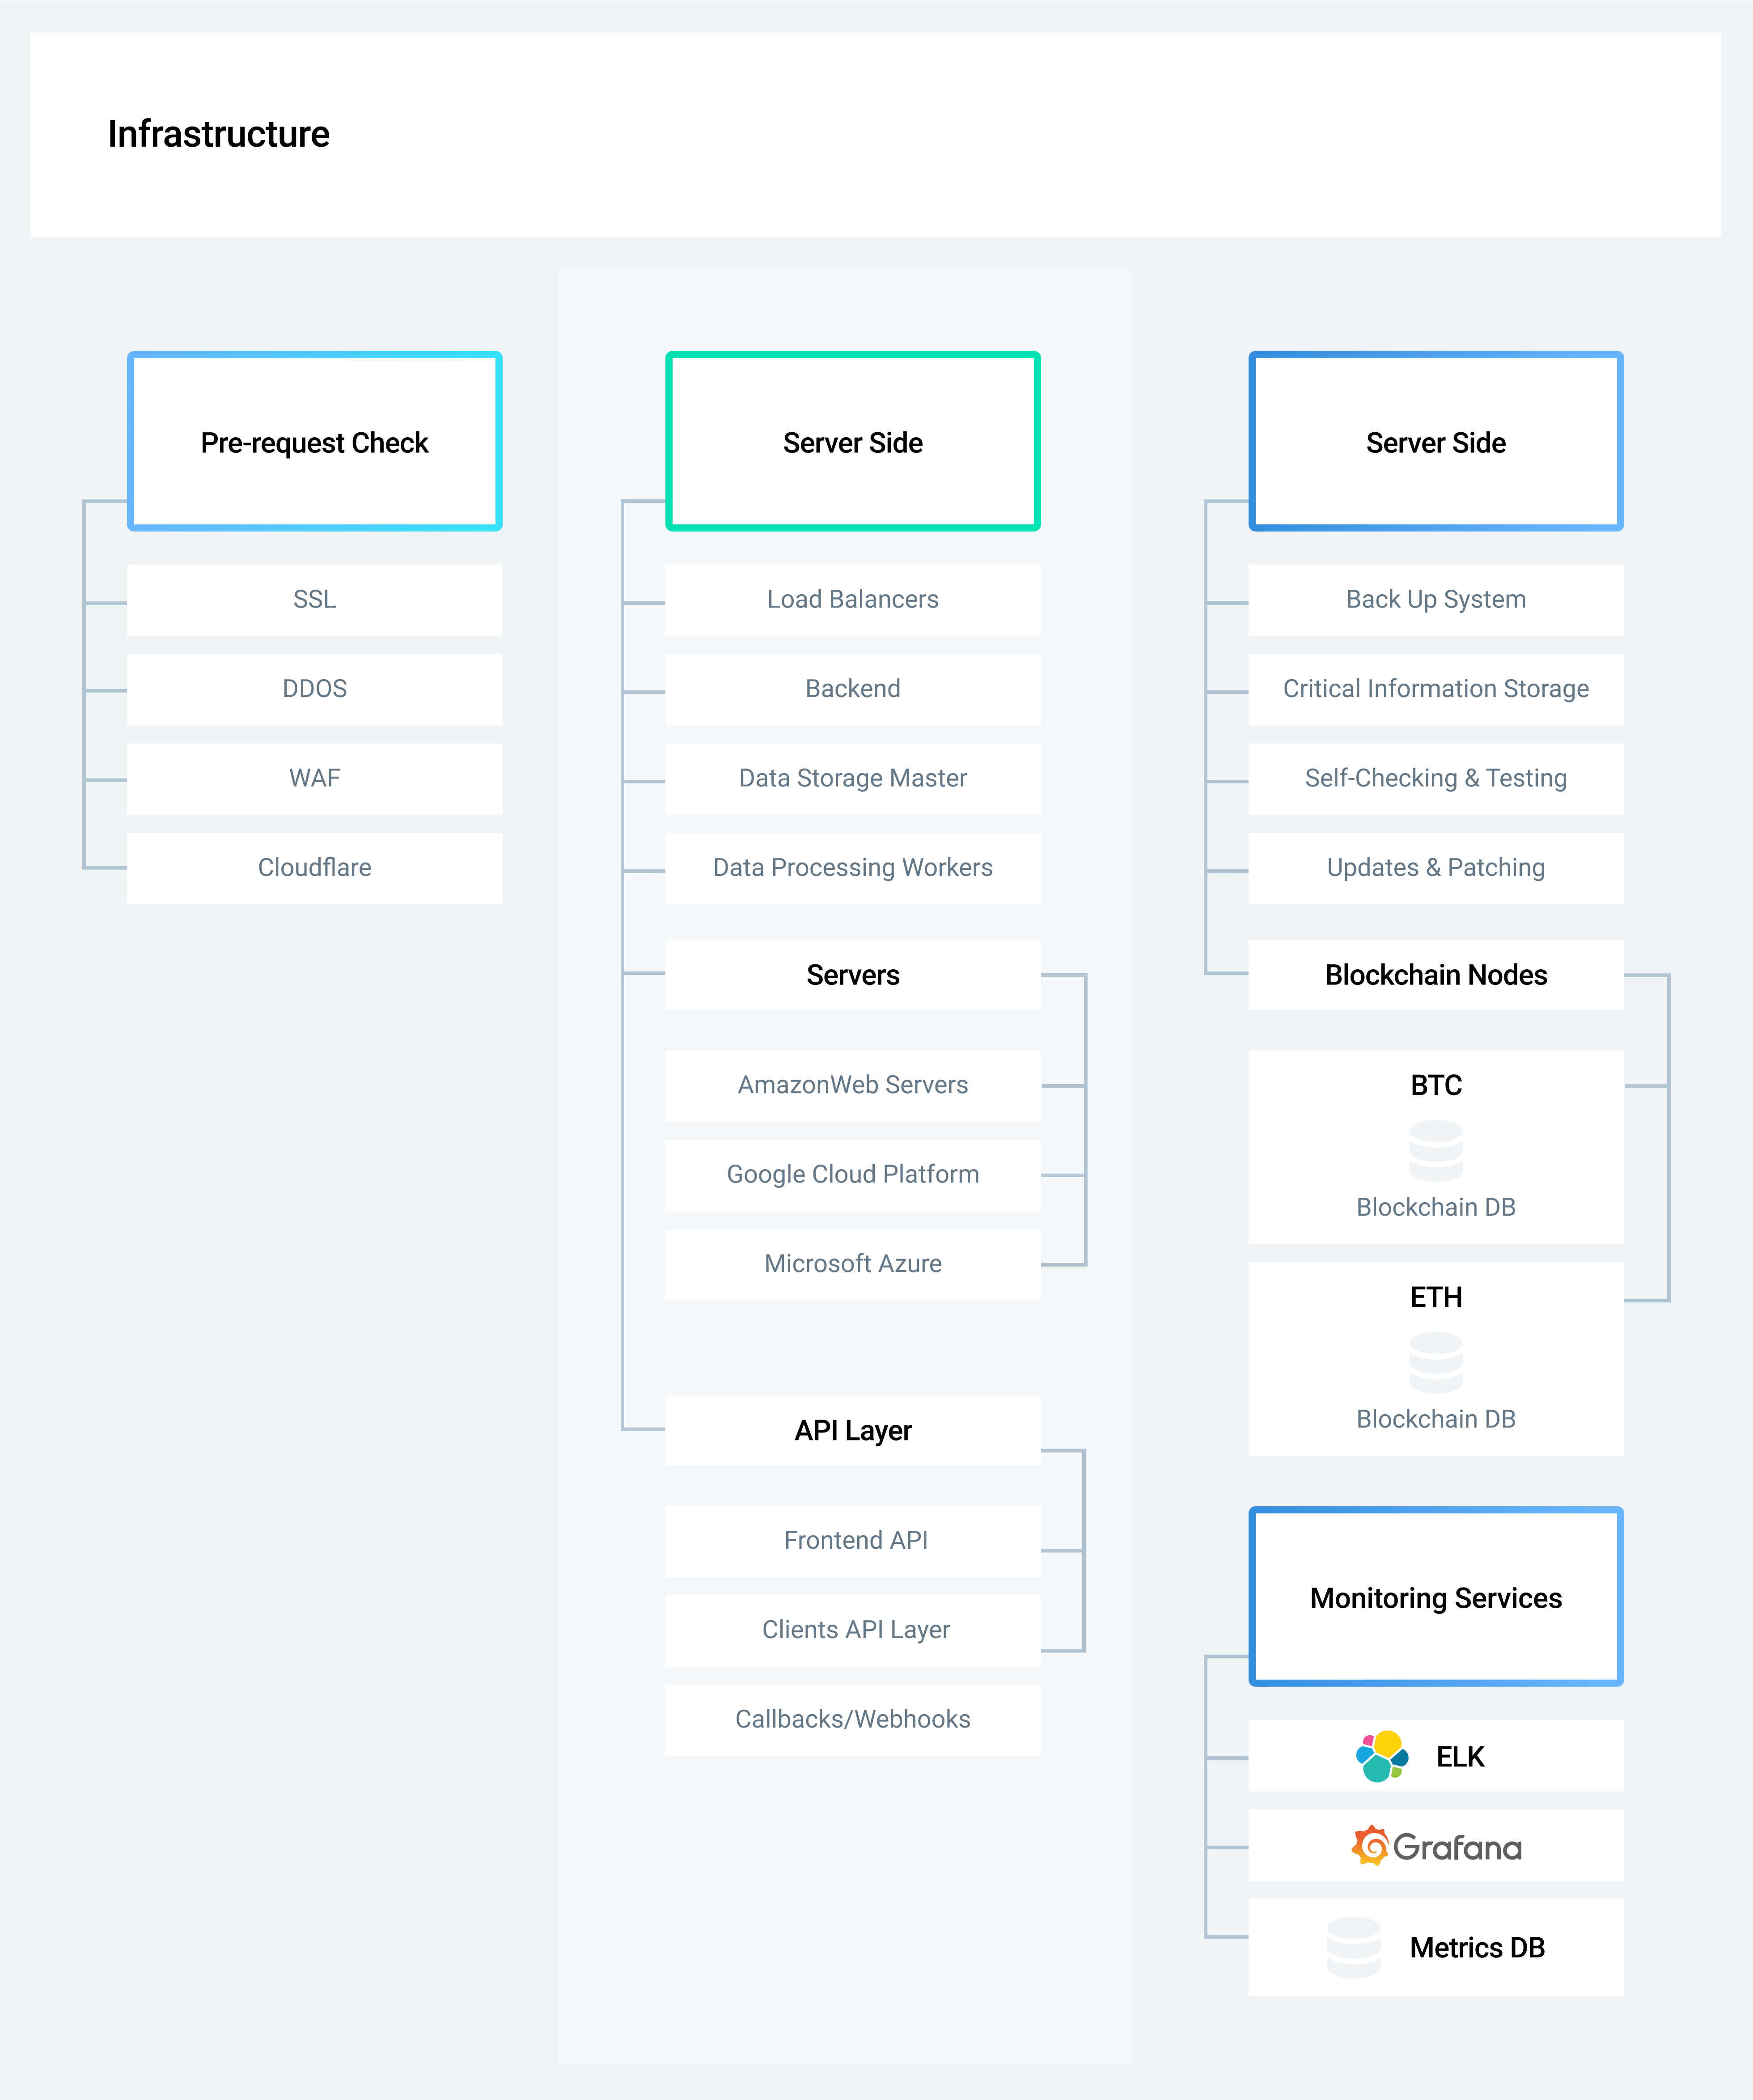 Infrastructure
Pre-request Check
SSL
DDOS
WAF
Cloudflare
Server Side
Load Balancers
Backend
Data Storage Master
Data Processing Workers
Servers
AmazonWeb Servers
Google Cloud Platform
Microsoft Azure
API Layer
Frontend API
Clients API Layer
Callbacks/Webhooks
Server Side
Back Up System
Critical Information Storage
Self-Checking & Testing
Updates & Patching
Blockchain Nodes
BTC
Blockchain DB
ETH
Blockchain DB
Monitoring Services
ELK
Grafana
Metrics DB